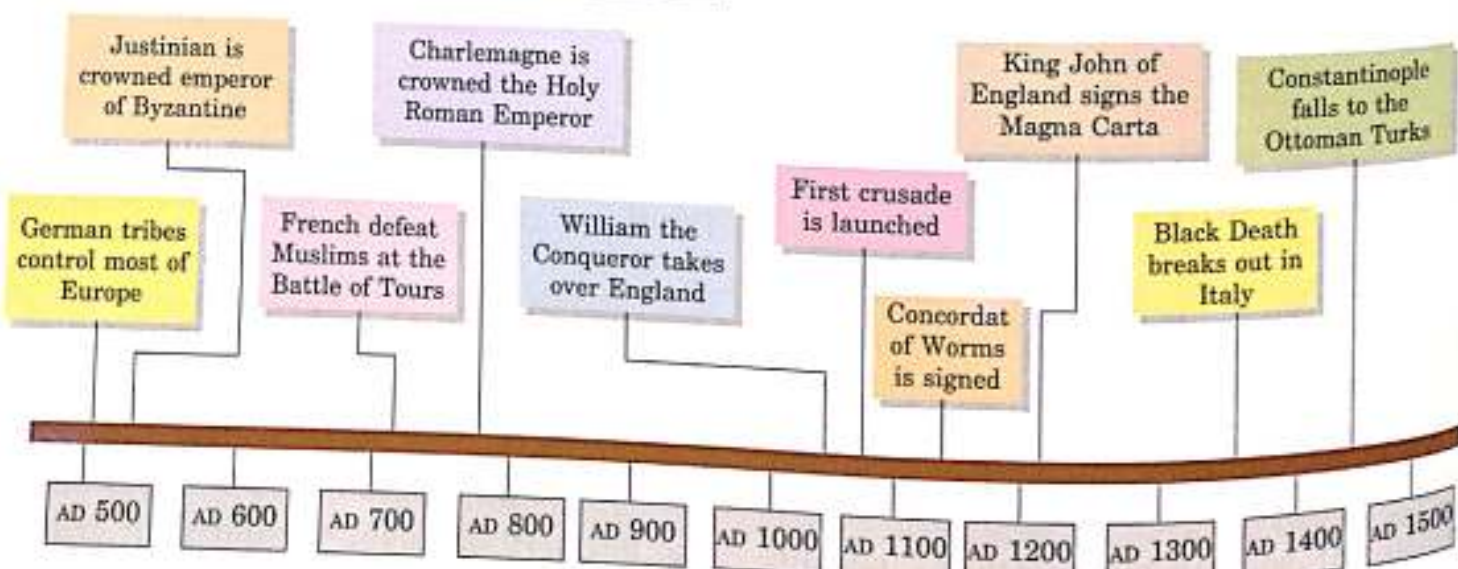 Justinian is
crowned emperor
of Byzantine
Charlemagne is
crowned the Holy
Roman Emperor
King John of
England signs the
Magna Carta
Constantinople
falls to the
Ottoman Turks
German tribes
control most of
Europe
French defeat
Muslims at the
Battle of Tours
William the
Conqueror takes
over England
First crusade
is launched
Concordat
of Worms
is signed
Black Death
breaks out in
Italy
AD 500
AD 600
AD 700
AD 800
AD 900
AD 1000
AD 1100
AD 1200
AD 1300
AD 1400
AD 1500